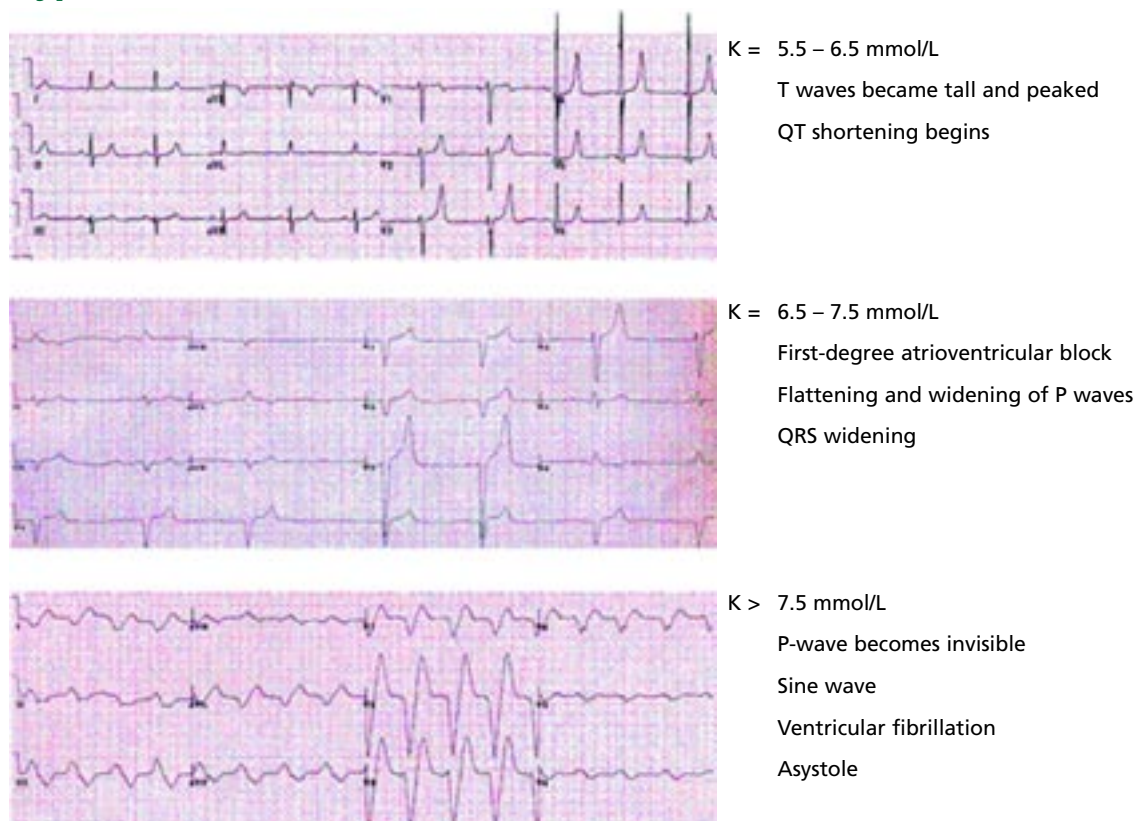 K = 5.5 – 6.5 mmol/L
T waves became tall and peaked
QT shortening begins
K = 6.5 – 7.5 mmol/L
First-degree atrioventricular block
Flattening and widening of P waves
QRS widening
K > 7.5 mmol/L
P-wave becomes invisible
Sine wave
Ventricular fibrillation
Asystole